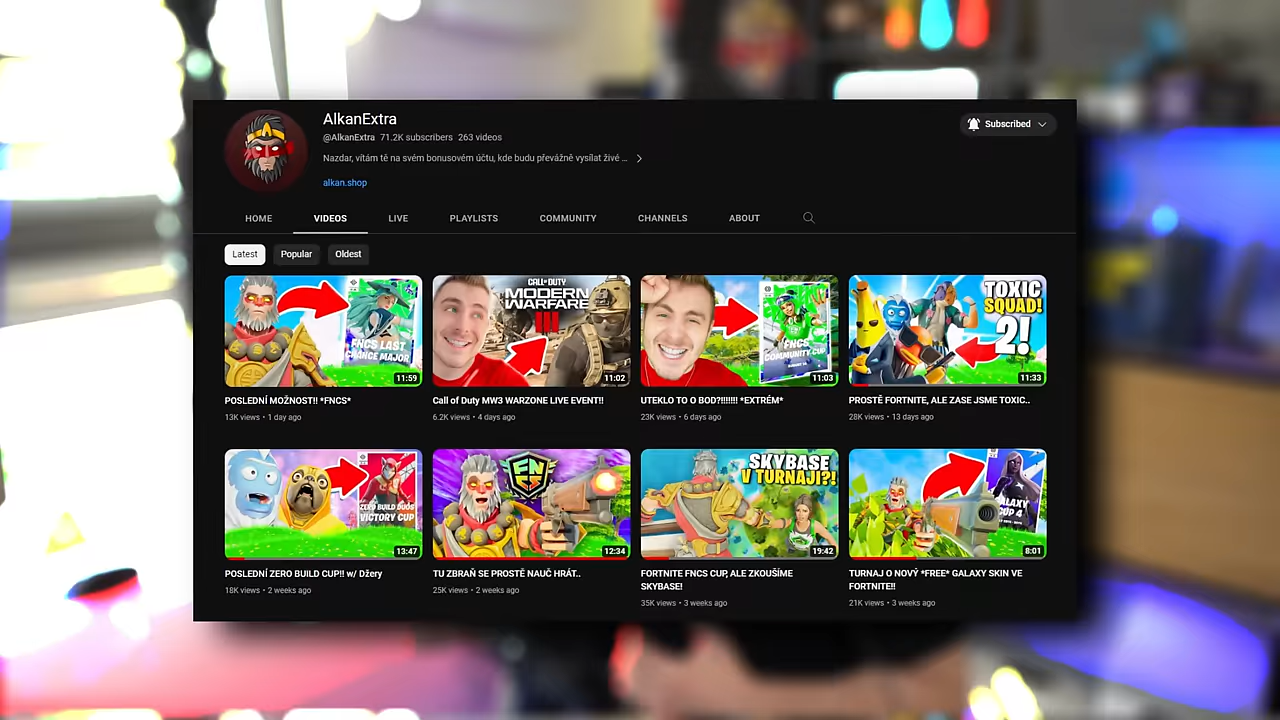 AlkanExtra
@AlkanExtra 71.2K subscribers 263 videos
Subscribed
Nazdar, vítám tě na svém bonusovém účtu, kde budu převážně vysílat živé ...
alkan.shop
HOME VIDEOS LIVE PLAYLISTS COMMUNITY CHANNELS ABOUT
Latest Popular Oldest
FNCS LAST
CHANCE MAJOR
11:59
CALL OF DUTY
MODERN
WARFARE
III
11:02
FNCS
COMMUNITY CUP
11:03
TOXIC
SQUAD!
2!
11:33
POSLEDNÍ MOŽNOST!! *FNCS*
13K views • 1 day ago
Call of Duty MW3 WARZONE LIVE EVENT!!
6.2K views • 4 days ago
UTEKLO TO O BOD?!!!!!!! *EXTRÉM*
23K views • 6 days ago
PROSTĚ FORTNITE, ALE ZASE JSME TOXIC..
28K views • 13 days ago
ZERO BUILD DUOS
VICTORY CUP
13:47
FNCS
12:34
SKYBASE
V TURNAJI?!
19:42
GALAXY
CUP 4
8:01
POSLEDNÍ ZERO BUILD CUP!! w/ Džery
18K views • 2 weeks ago
TU ZBRAŇ SE PROSTĚ NAUČ HRÁT..
25K views • 2 weeks ago
FORTNITE FNCS CUP, ALE ZKOUŠÍME
SKYBASE!
35K views • 3 weeks ago
TURNAJ O NOVÝ *FREE* GALAXY SKIN VE
FORTNITE!!
21K views • 3 weeks ago